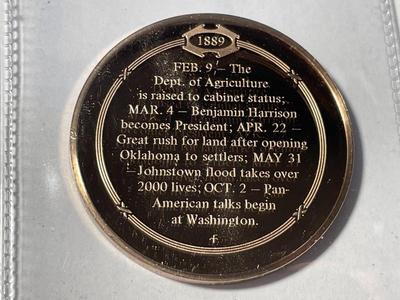 1889
FEB. 9 – The
Dept. of Agriculture
is raised to cabinet status;
MAR. 4 – Benjamin Harrison
becomes President; APR. 22 –
Great rush for land after opening
Oklahoma to settlers; MAY 31
–Johnstown flood takes over
2000 lives; OCT. 2 – Pan-
American talks begin
at Washington.